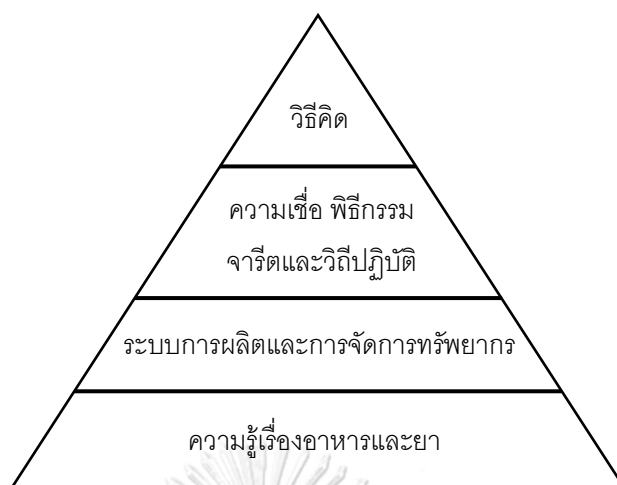 วิธีคิด
ความเชื่อ พิธีกรรม
จารีตและวิถีปฏิบัติ
ระบบการผลิตและการจัดการทรัพยากร
ความรู้เรื่องอาหารและยา